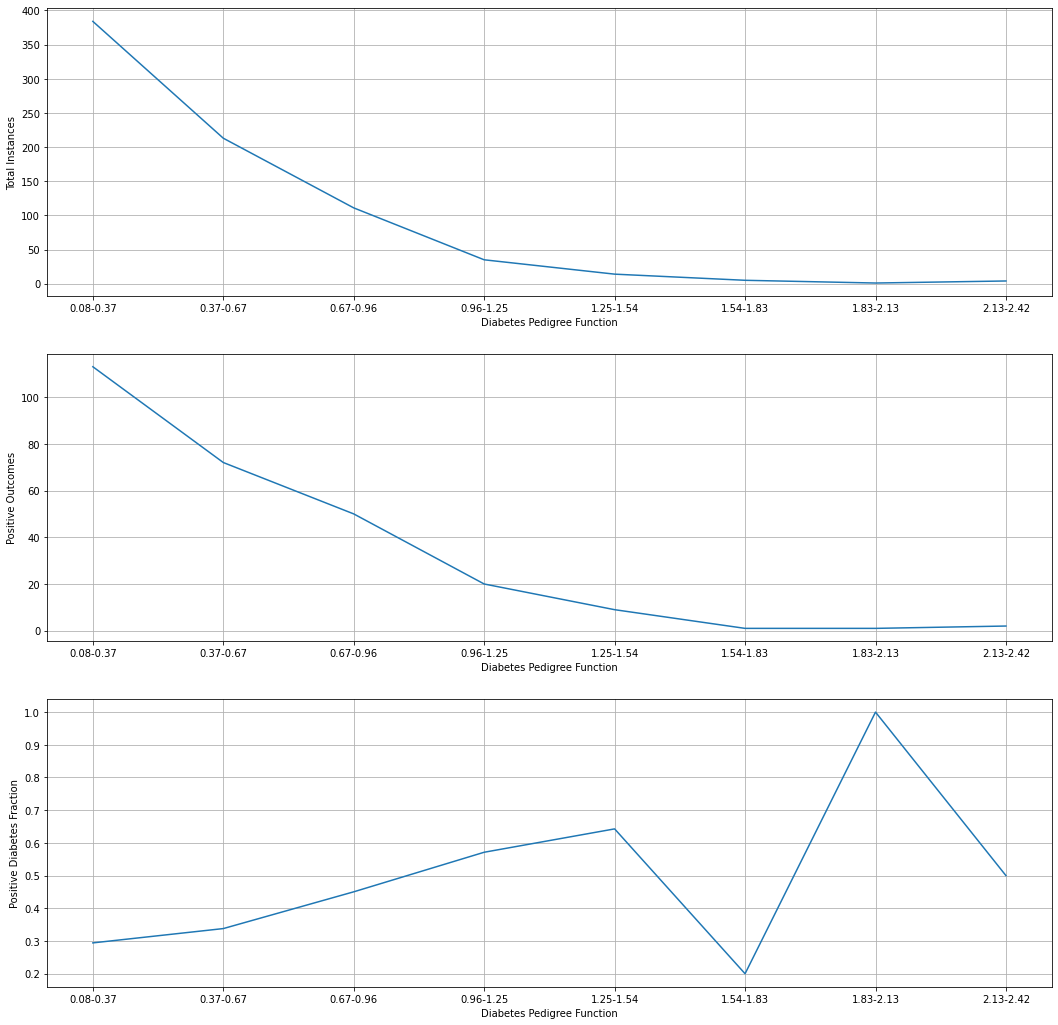 400
350
300
250
200
150
100
50
0
Total Instances
0.08-0.37 0.37-0.67 0.67-0.96 0.96-1.25 1.25-1.54 1.54-1.83 1.83-2.13 2.13-2.42
Diabetes Pedigree Function
100
80
60
40
20
0
Positive Outcomes
0.08-0.37 0.37-0.67 0.67-0.96 0.96-1.25 1.25-1.54 1.54-1.83 1.83-2.13 2.13-2.42
Diabetes Pedigree Function
1.0
0.9
0.8
0.7
0.6
0.5
0.4
0.3
0.2
Positive Diabetes Fraction
0.08-0.37 0.37-0.67 0.67-0.96 0.96-1.25 1.25-1.54 1.54-1.83 1.83-2.13 2.13-2.42
Diabetes Pedigree Function